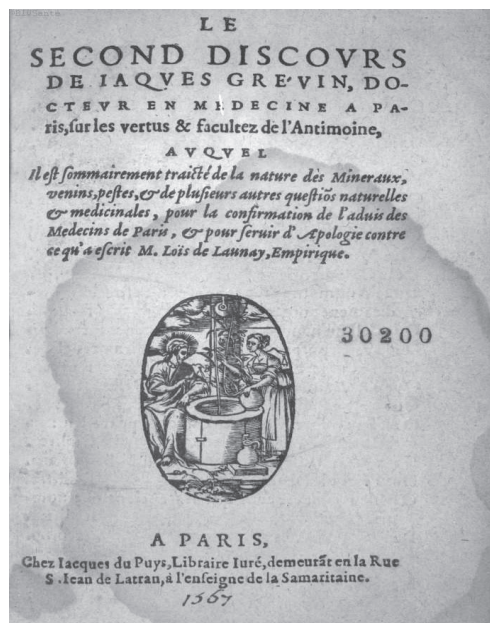 LE
SECOND DISCOVRS
DE IAQVES GRE'VIN, DO-
CTEVR EN MEDECINE A PA-
ris, sur les vertus & facultez de l'Antimoine,
AVQVEL
Il est sommairement traicté de la nature des Mineraux,
venins, pestes, & de plusieurs autres questiōs naturelles
& medicinales, pour la confirmation de l'aduis des
Medecins de Paris, & pour seruir d'Apologie contre
ce qu'a escrit M. Loïs de Launay, Empirique.
30200
A PARIS,
Chez Iacques du Puys, Libraire Iuré, demeurāt en la Rue
S. Iean de Latran, à l'enseigne de la Samaritaine.
1567